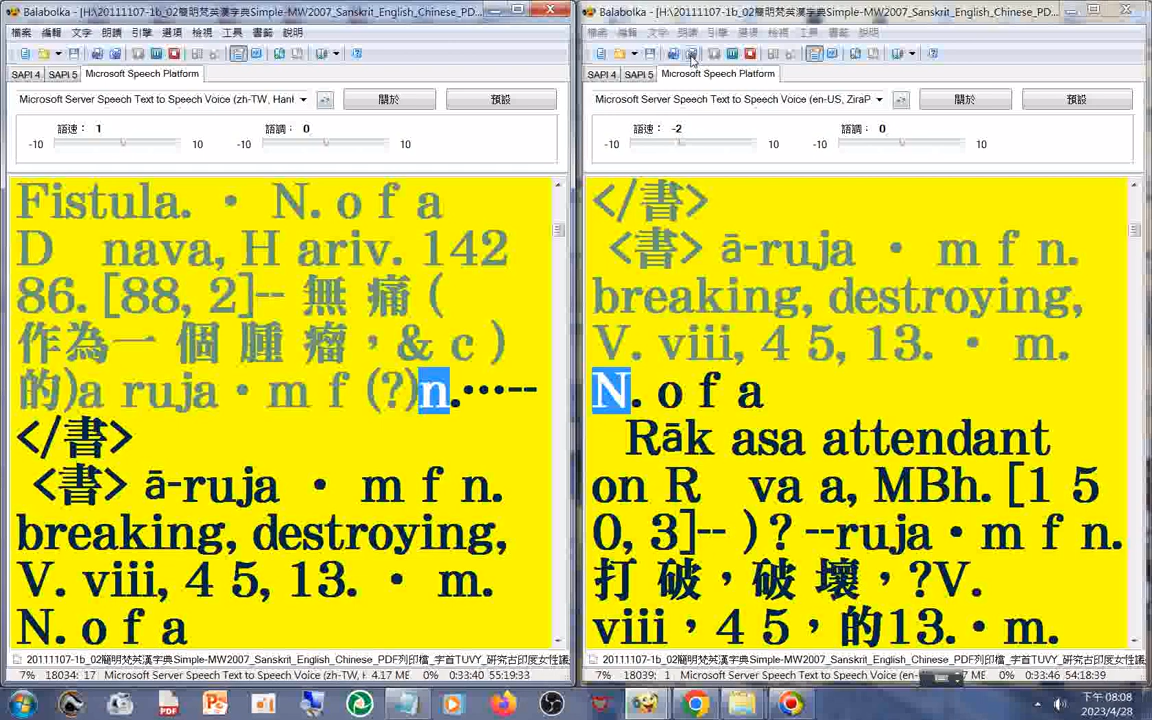 Balabolka - [H:\20111107-1b_02簡明梵英漢字典Simple-MW2007_Sanskrit_English_Chinese_PD...
檔案 編輯 文字 朗讀 引擎 選項 檢視 工具 書籤 說明
SAPI 4 SAPI 5 Microsoft Speech Platform
Microsoft Server Speech Text to Speech Voice (zh-TW, Han
關於 預設
語速： 1 語調： 0
-10 10 -10 10
Fistula. • N. o f a
D nava, H ariv. 142
86. [88, 2]-- 無 痛 (
作為一 個 腫 瘤，& c )
的)a ruja • m f (?)n.•••--
</書>
<書> ā-ruja • m f n.
breaking, destroying,
V. viii, 4 5, 13. • m.
N. o f a
20111107-1b_02簡明梵英漢字典Simple-MW2007_Sanskrit_English_Chinese_PDF列印檔_字首TUVY_研究古印度女性議
7% 18034: 17 Microsoft Server Speech Text to Speech Voice (zh-TW, H 4.17 ME 0% 0:33:40 55:19:33
Balabolka - [H:\20111107-1b_02簡明梵英漢字典Simple-MW2007_Sanskrit_English_Chinese_PDF...
檔案 編輯 文字 朗讀 引擎 選項 檢視 工具 書籤 說明
SAPI 4 SAPI 5 Microsoft Speech Platform
Microsoft Server Speech Text to Speech Voice (en-US, ZiraP
關於 預設
語速： -2 語調： 0
-10 10 -10 10
</書>
<書> ā-ruja • m f n.
breaking, destroying,
V. viii, 4 5, 13. • m.
N. o f a
Rāk asa attendant
on R va a, MBh. [1 5
0, 3]-- )? --ruja • m f n.
打 破，破 壞，?V.
viii，4 5，的13.•m.
20111107-1b_02簡明梵英漢字典Simple-MW2007_Sanskrit_English_Chinese_PDF列印檔_字首TUVY_研究古印度女性議
7% 18039: 1 Microsoft Server Speech Text to Speech Voice 4.17 ME 0% 0:33:46 54:18:39
下午 08:08
2023/4/28